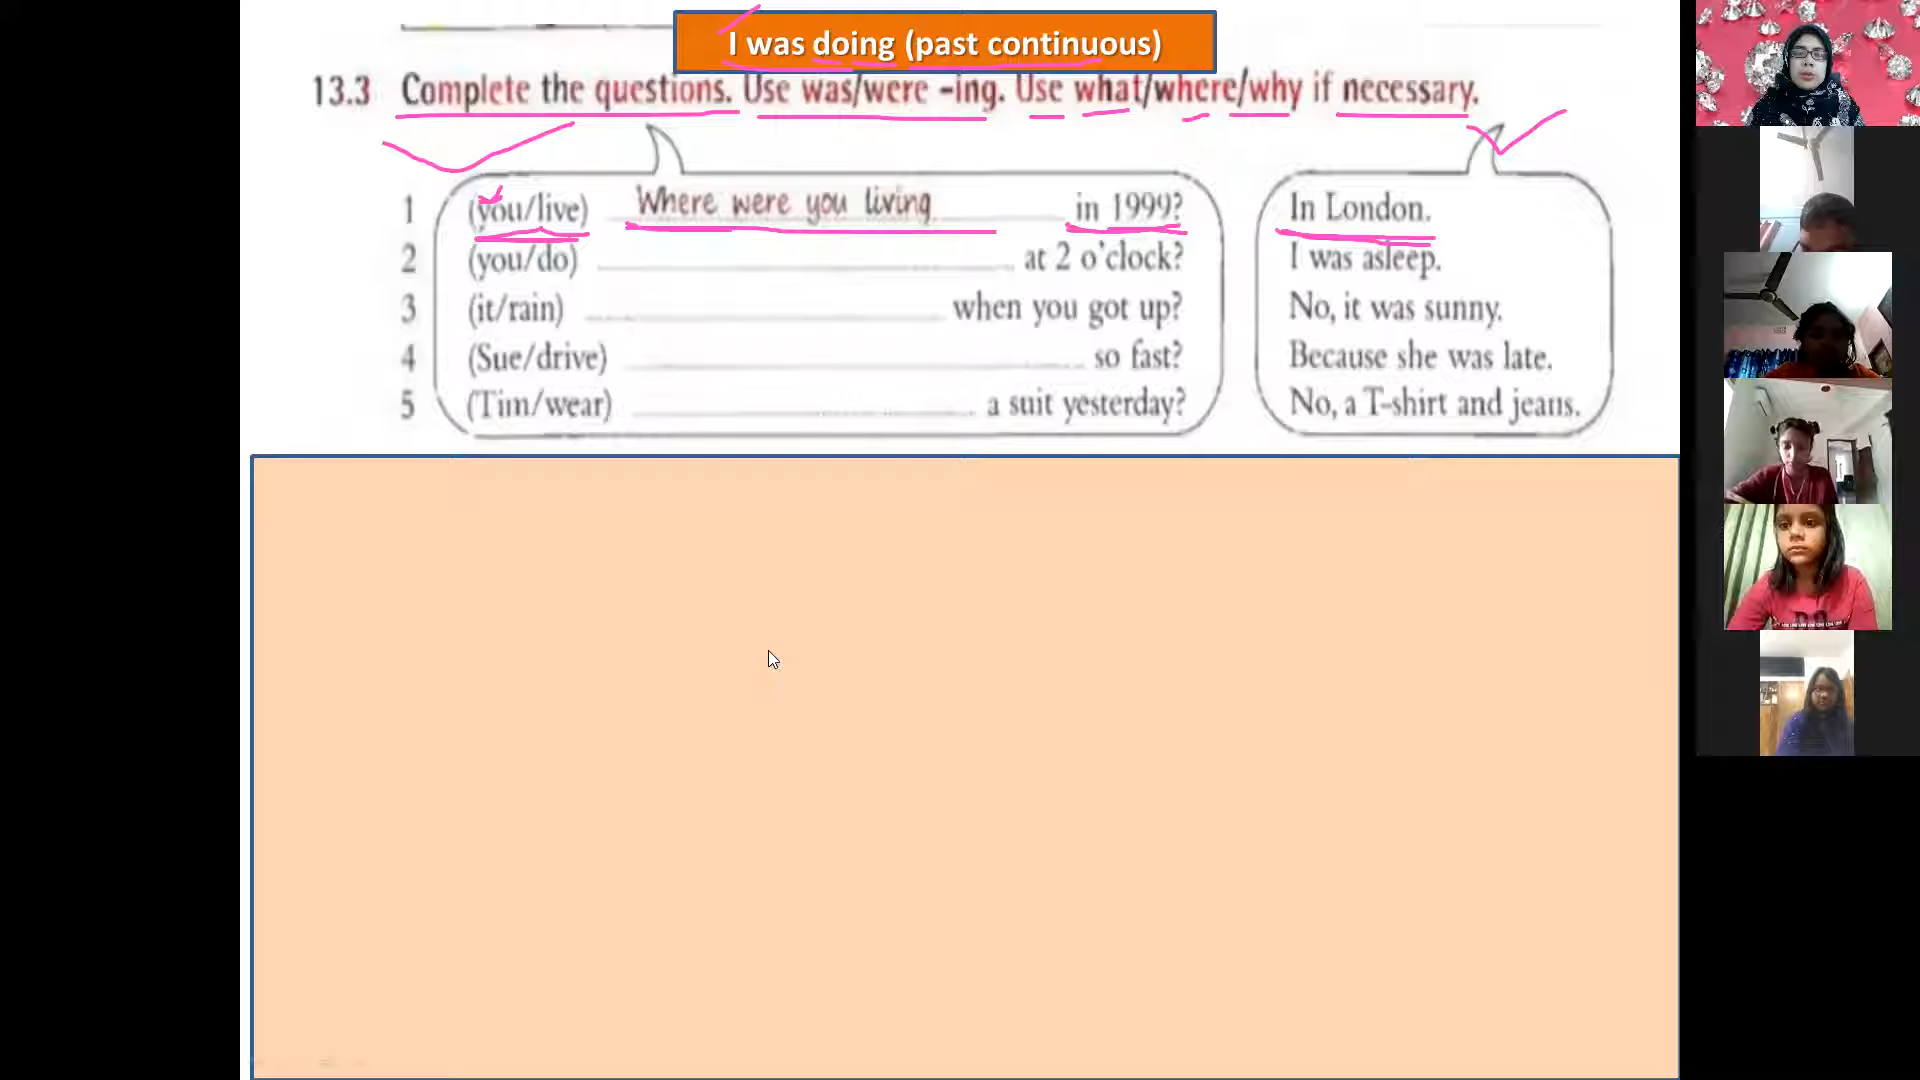 I was doing (past continuous)
13.3 Complete the questions. Use was/were -ing. Use what/where/why if necessary.
1 (you/live) Where were you living in 1999? In London.
2 (you/do) at 2 o'clock? I was asleep.
3 (it/rain) when you got up? No, it was sunny.
4 (Sue/drive) so fast? Because she was late.
5 (Tim/wear) a suit yesterday? No, a T-shirt and jeans.